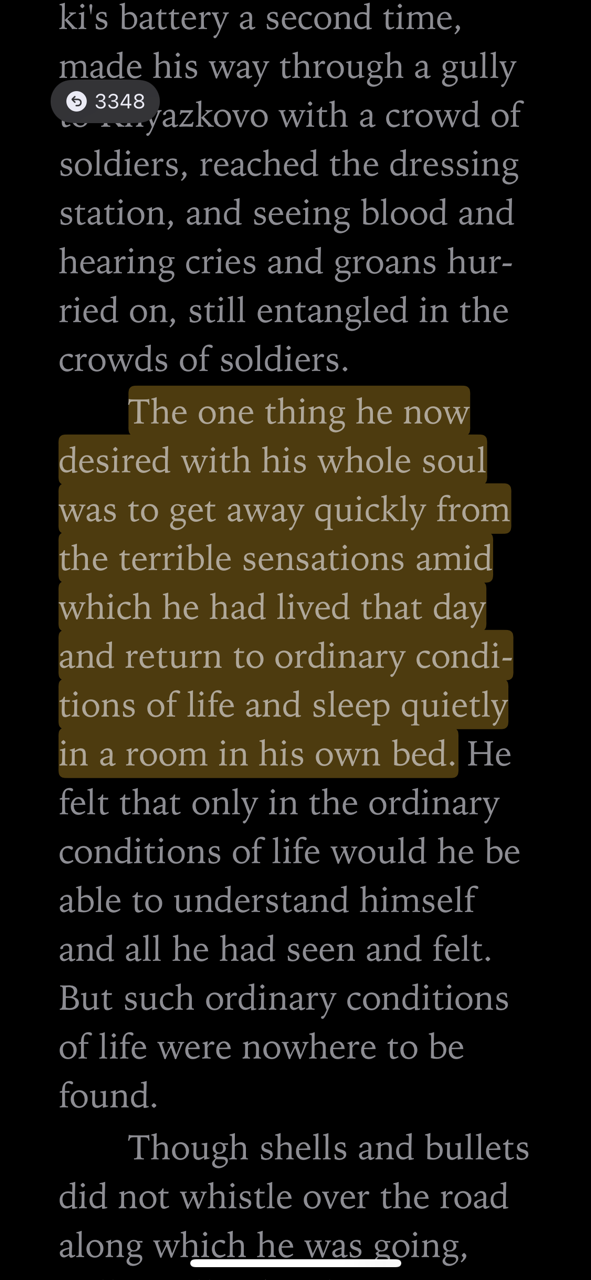 ki's battery a second time,
made his way through a gully
3348
to Knyazkovo with a crowd of
soldiers, reached the dressing
station, and seeing blood and
hearing cries and groans hur-
ried on, still entangled in the
crowds of soldiers.
The one thing he now
desired with his whole soul
was to get away quickly from
the terrible sensations amid
which he had lived that day
and return to ordinary condi-
tions of life and sleep quietly
in a room in his own bed. He
felt that only in the ordinary
conditions of life would he be
able to understand himself
and all he had seen and felt.
But such ordinary conditions
of life were nowhere to be
found.
Though shells and bullets
did not whistle over the road
along which he was going,